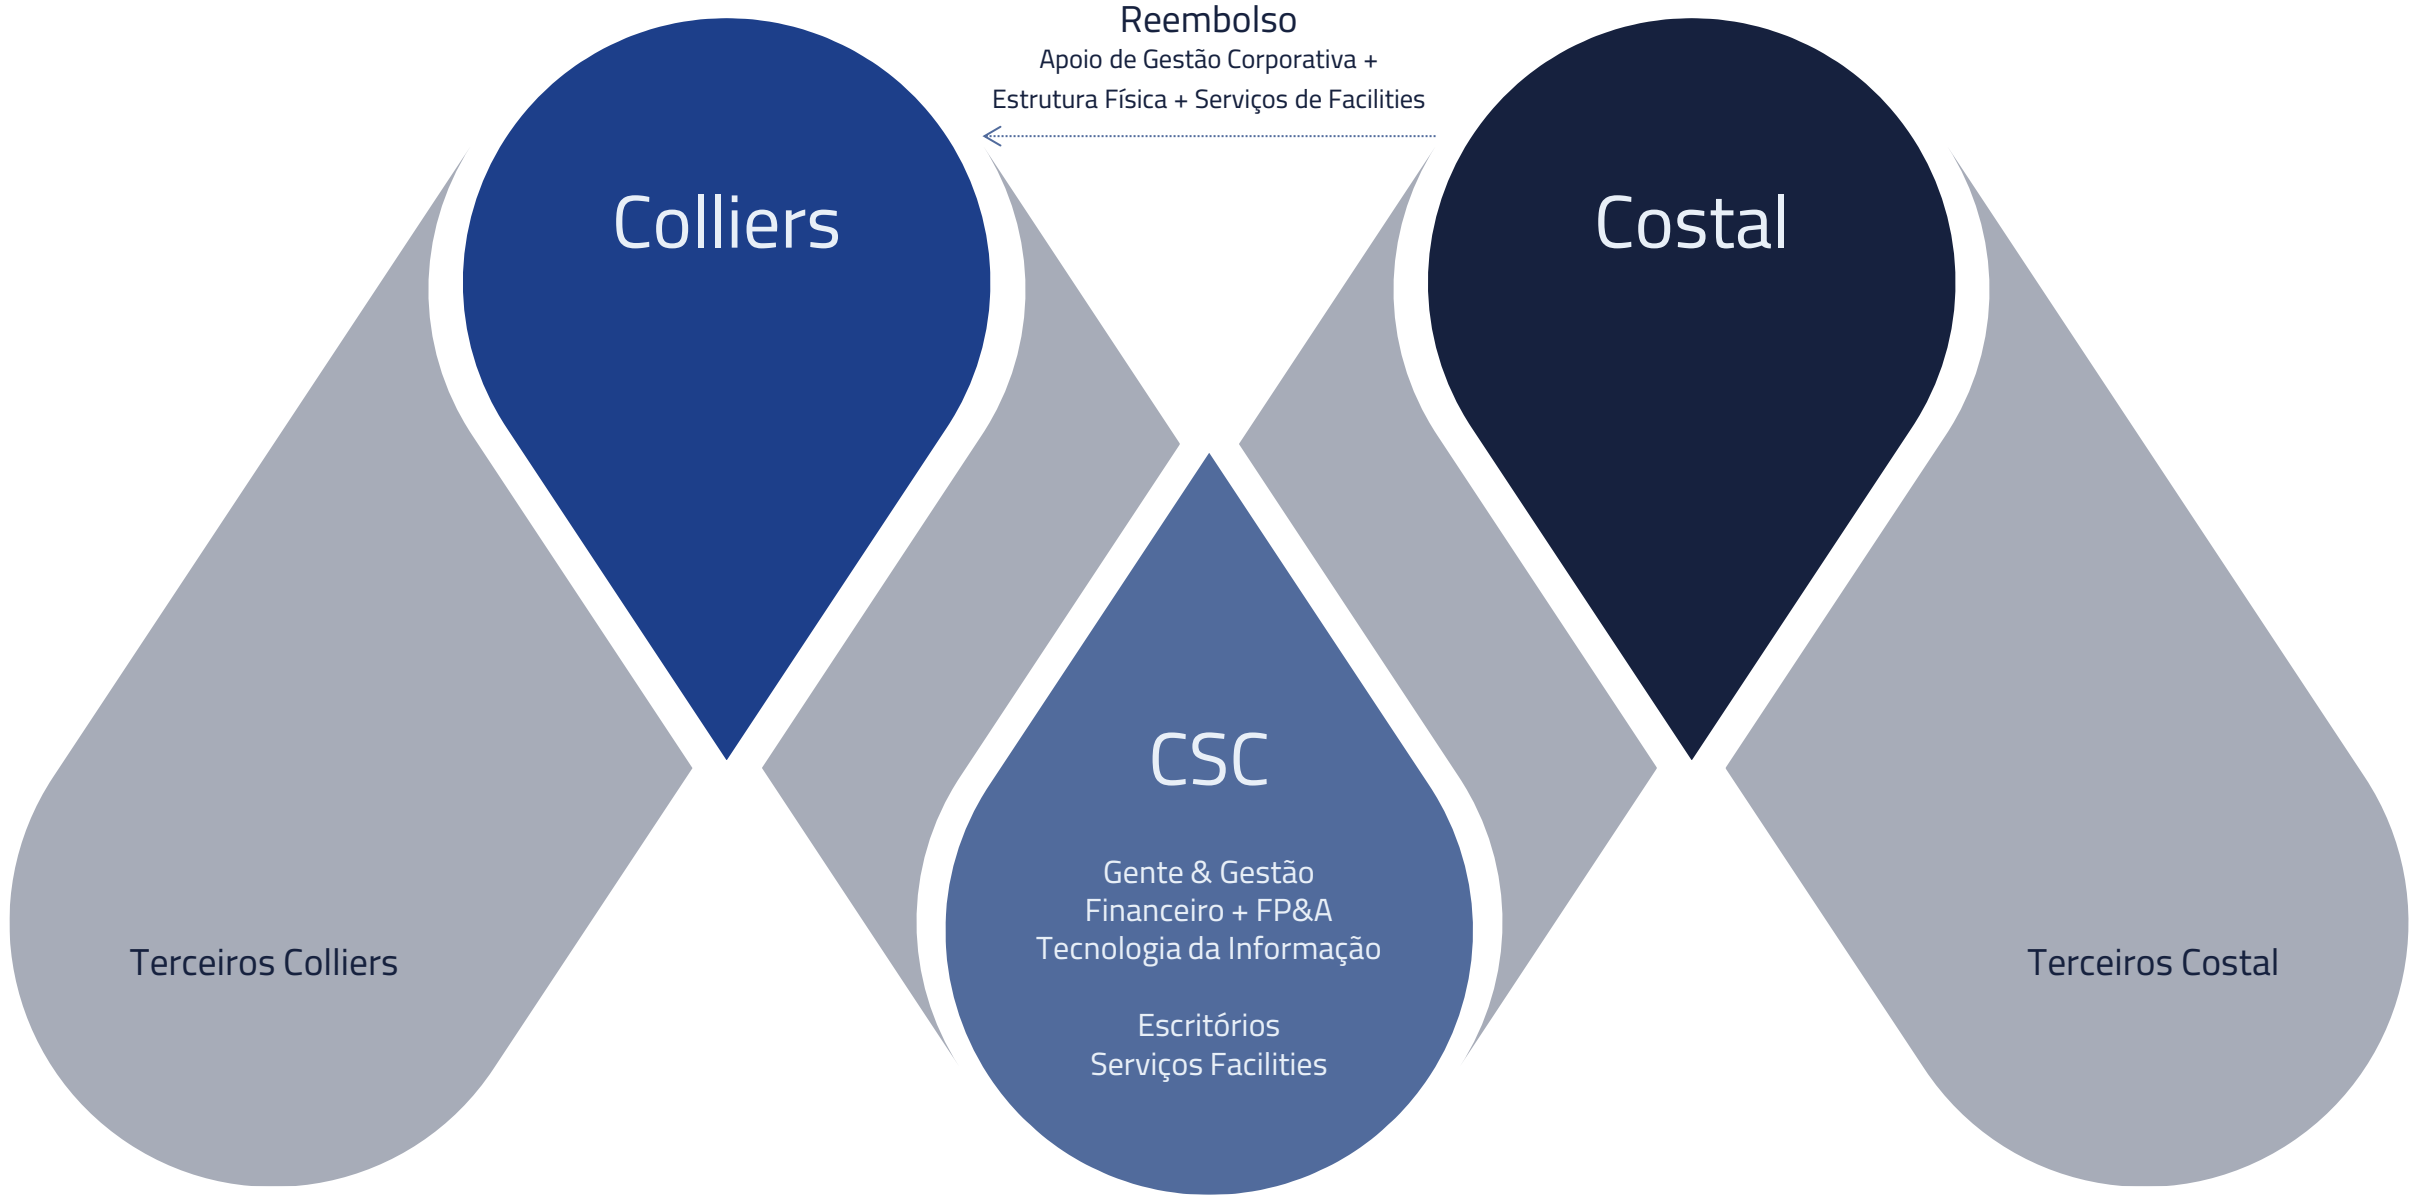 Reembolso
Apoio de Gestão Corporativa +
Estrutura Física + Serviços de Facilities
Colliers
Costal
CSC
Gente & Gestão
Financeiro + FP&A
Tecnologia da Informação
Escritórios
Serviços Facilities
Terceiros Colliers
Terceiros Costal